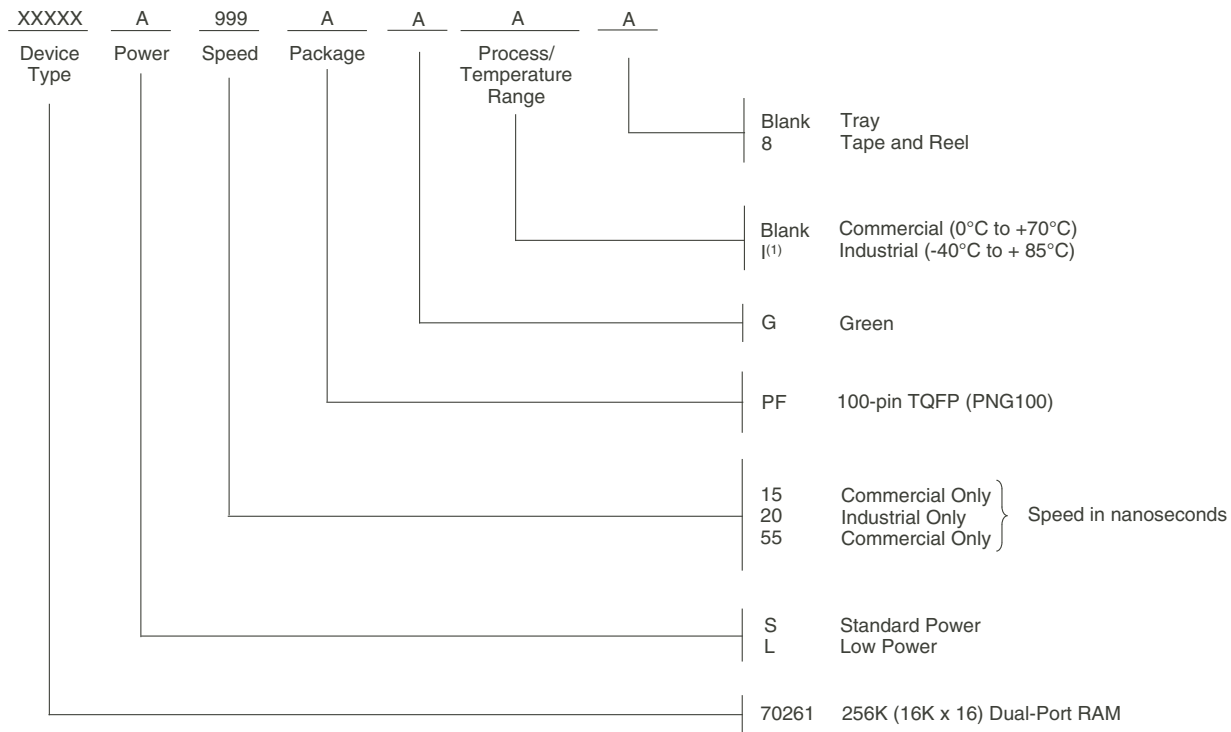 XXXXX A 999 A A A A
Device Type Power Speed Package Process/ Temperature Range
Blank Tray
8 Tape and Reel
Blank Commercial (0°C to +70°C)
I(1) Industrial (-40°C to + 85°C)
G Green
PF 100-pin TQFP (PNG100)
15 Commercial Only
20 Industrial Only Speed in nanoseconds
55 Commercial Only
S Standard Power
L Low Power
70261 256K (16K x 16) Dual-Port RAM